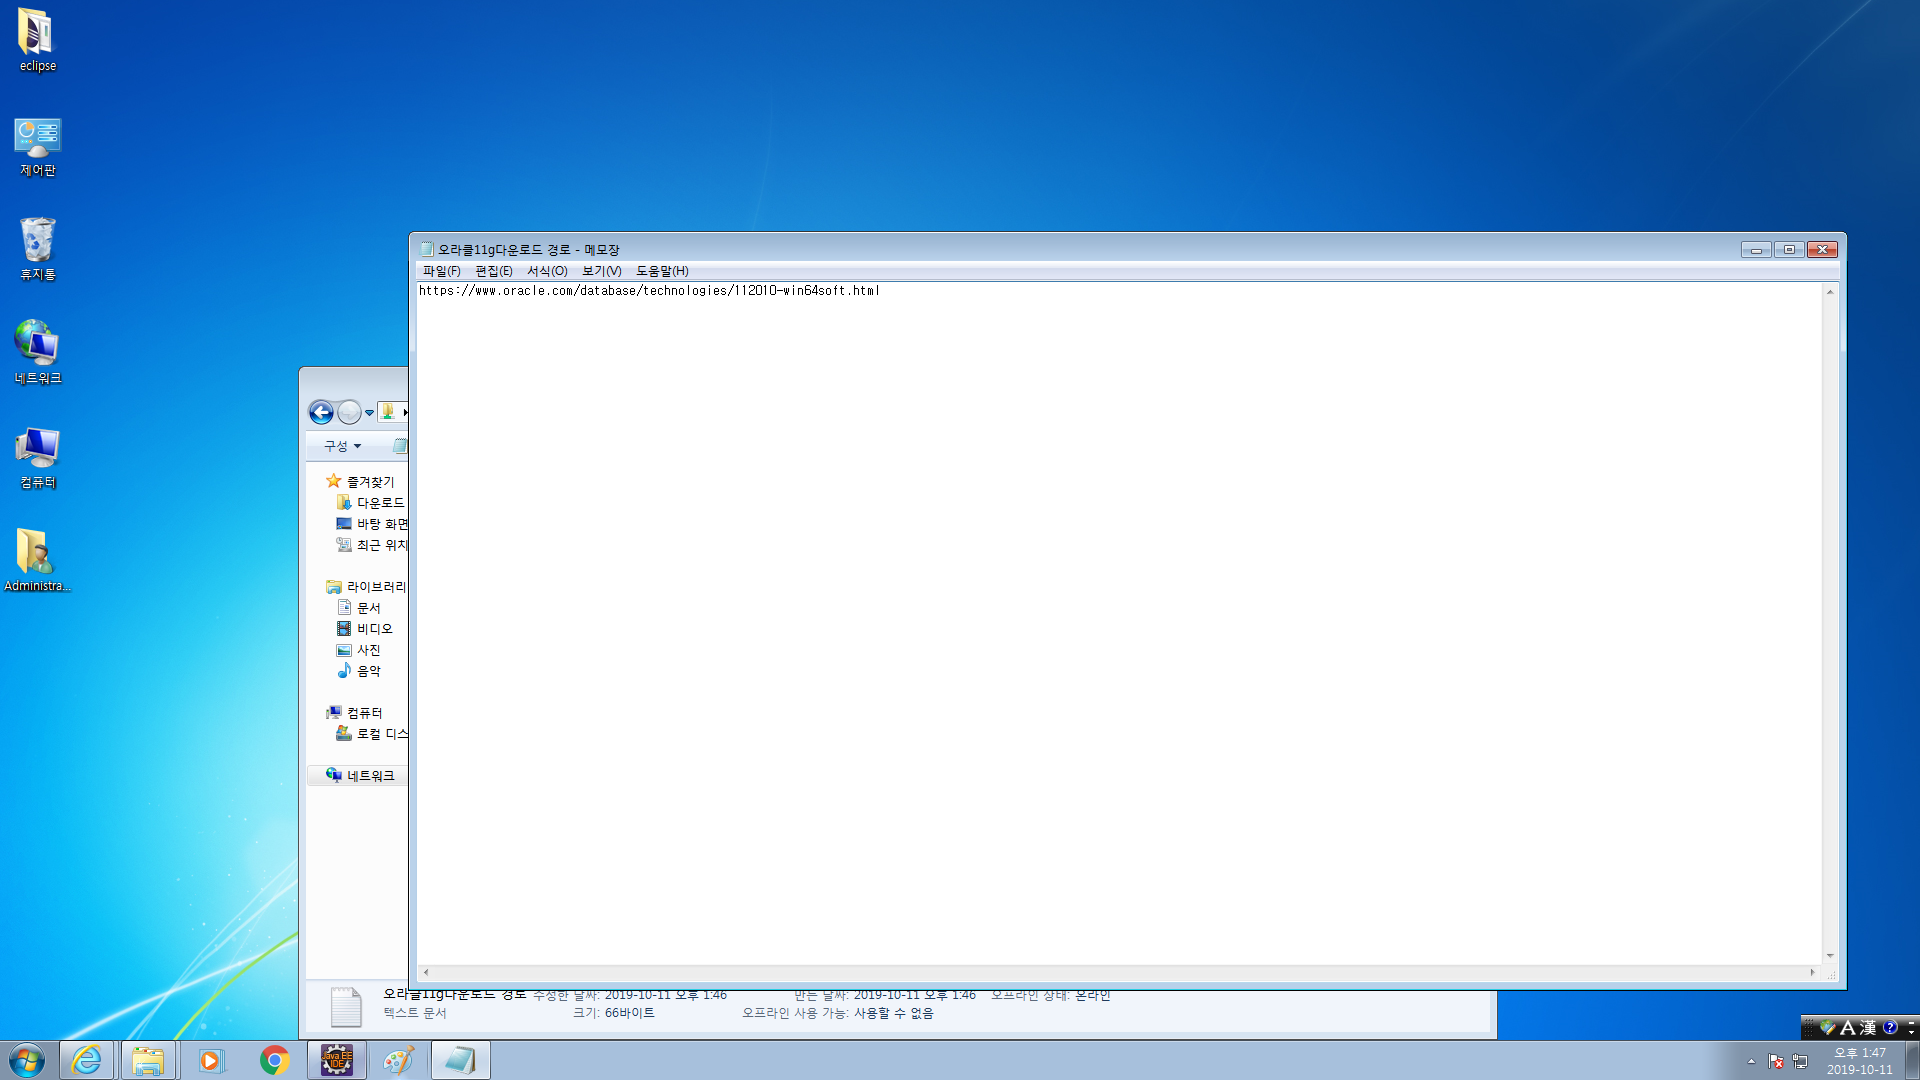 eclipse
제어판
휴지통
네트워크
컴퓨터
Administra...
오라클11g다운로드 경로 - 메모장
파일(F) 편집(E) 서식(O) 보기(V) 도움말(H)
https://www.oracle.com/database/technologies/112010-win64soft.html
구성
즐겨찾기
다운로드
바탕 화면
최근 위치
라이브러리
문서
비디오
사진
음악
컴퓨터
로컬 디스
네트워크
오라클11g다운로드 경로 수정한 날짜: 2019-10-11 오후 1:46 만든 날짜: 2019-10-11 오후 1:46 오프라인 상태: 온라인
텍스트 문서 크기: 66바이트 오프라인 사용 가능: 사용할 수 없음
A 漢 ?
Java EE
IDE
오후 1:47
2019-10-11